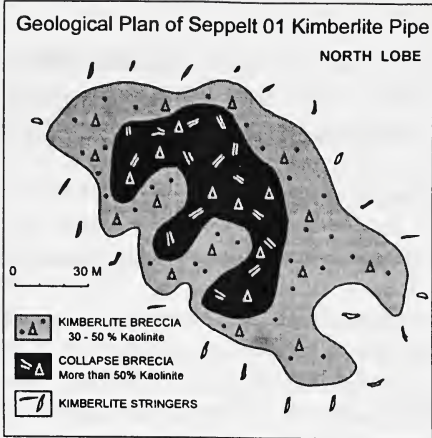 Geological Plan of Seppelt 01 Kimberlite Pipe
NORTH LOBE
0 30 M
KIMBERLITE BRECCIA
30 - 50 % Kaolinite
COLLAPSE BRRECIA
More than 50% Kaolinite
KIMBERLITE STRINGERS